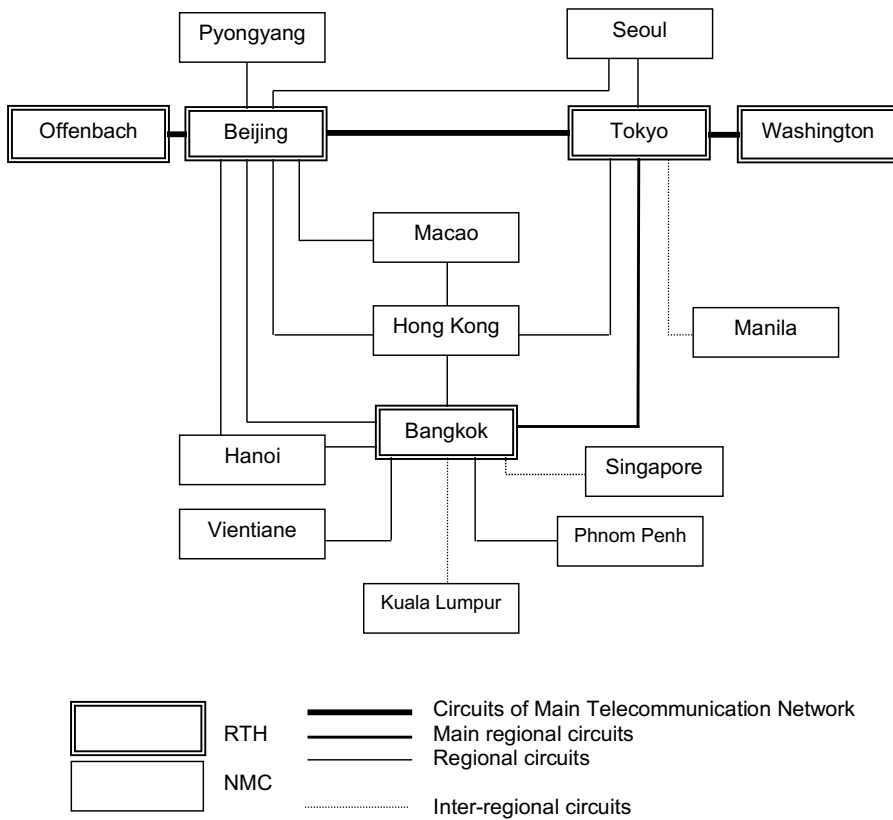 Pyongyang
Seoul
Offenbach
Beijing
Tokyo
Washington
Macao
Hong Kong
Manila
Bangkok
Hanoi
Singapore
Vientiane
Phnom Penh
Kuala Lumpur
RTH
NMC
Circuits of Main Telecommunication Network
Main regional circuits
Regional circuits
Inter-regional circuits